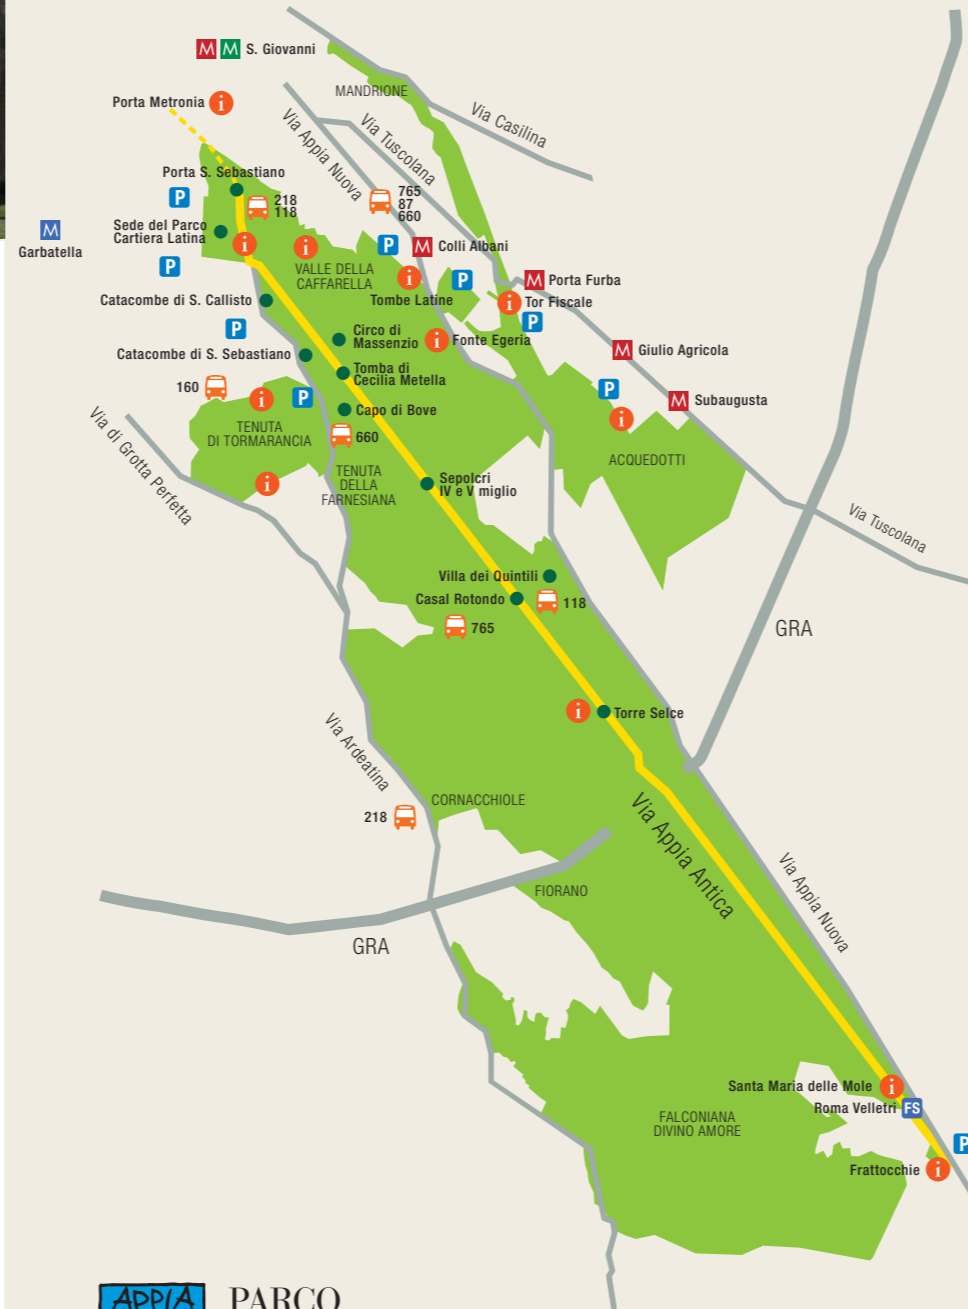 M M S. Giovanni
MANDRIONE
Porta Metronia i
Via Casilina
Via Appia Nuova
Via Tuscolana
Porta S. Sebastiano
P
218
118
765
87
660
M
Garbatella
Sede del Parco
Cartiera Latina
i
i
P
VALLE DELLA
CAFFARELLA
P
M Colli Albani
i
Tombe Latine
P
M Porta Furba
i Tor Fiscale
P
Catacombe di S. Callisto
P
Circo di
Massenzio
i Fonte Egeria
Catacombe di S. Sebastiano
M Giulio Agricola
Tomba di
Cecilia Metella
160
i
P
P
M Subaugusta
i
Capo di Bove
Via di Grotta Perfetta
TENUTA
DI TORMARANCIA
660
ACQUEDOTTI
TENUTA
DELLA
FARNESIANA
i
Sepolcri
IV e V miglio
Via Tuscolana
Villa dei Quintili
Casal Rotondo
118
765
GRA
i
Torre Selce
Via Ardeatina
CORNACCHIOLE
218
Via Appia Antica
Via Appia Nuova
FIORANO
GRA
Santa Maria delle Mole i
Roma Velletri FS
FALCONIANA
DIVINO AMORE
P
Frattocchie i
APPIA
PARCO